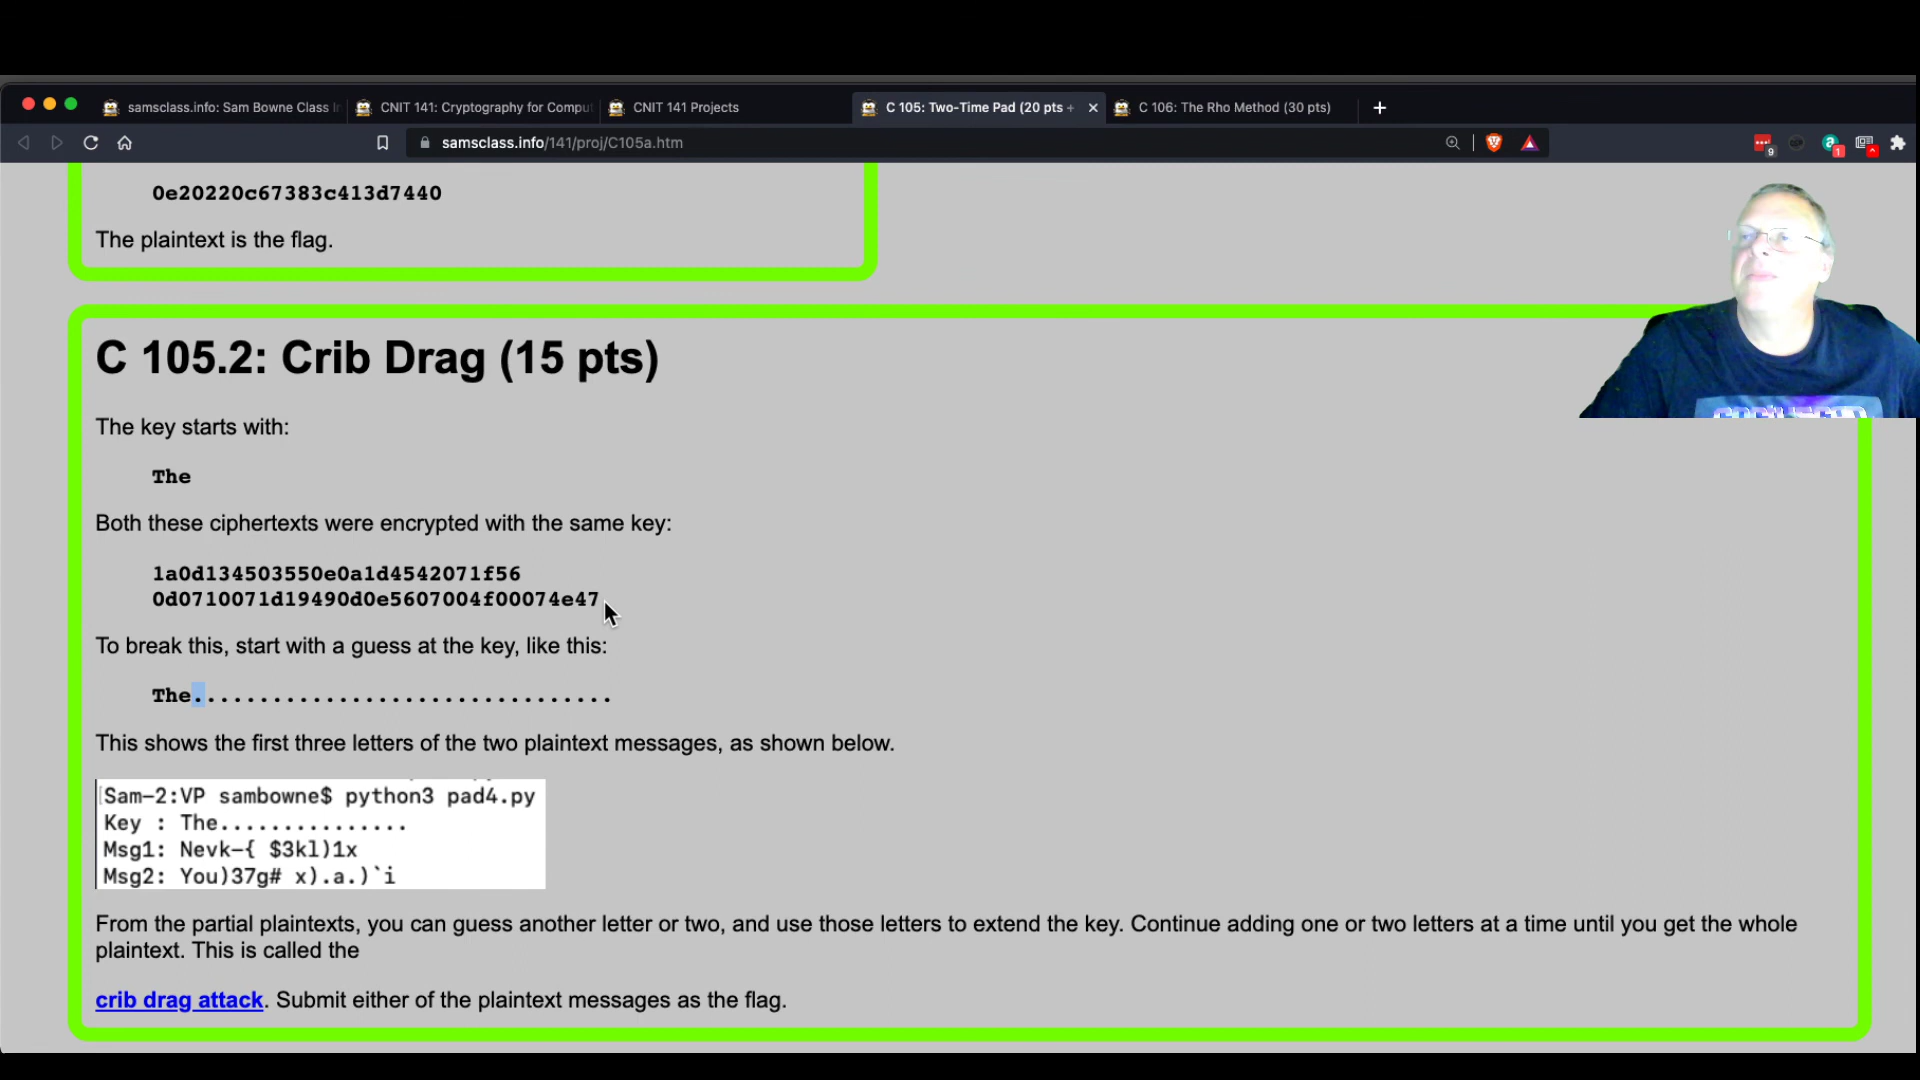 samsclass.info: Sam Bowne Class In
CNIT 141: Cryptography for Compu
CNIT 141 Projects
C 105: Two-Time Pad (20 pts +
C 106: The Rho Method (30 pts)
samsclass.info/141/proj/C105a.htm
9
1
0e20220c67383c413d7440
The plaintext is the flag.
C 105.2: Crib Drag (15 pts)
The key starts with:
The
Both these ciphertexts were encrypted with the same key:
1a0d134503550e0a1d4542071f56
0d0710071d19490d0e5607004f00074e47
To break this, start with a guess at the key, like this:
The................................
This shows the first three letters of the two plaintext messages, as shown below.
Sam-2:VP sambowne$ python3 pad4.py
Key : The...............
Msg1: Nevk-{ $3kl)1x
Msg2: You)37g# x).a.)`i
From the partial plaintexts, you can guess another letter or two, and use those letters to extend the key. Continue adding one or two letters at a time until you get the whole
plaintext. This is called the
crib drag attack. Submit either of the plaintext messages as the flag.